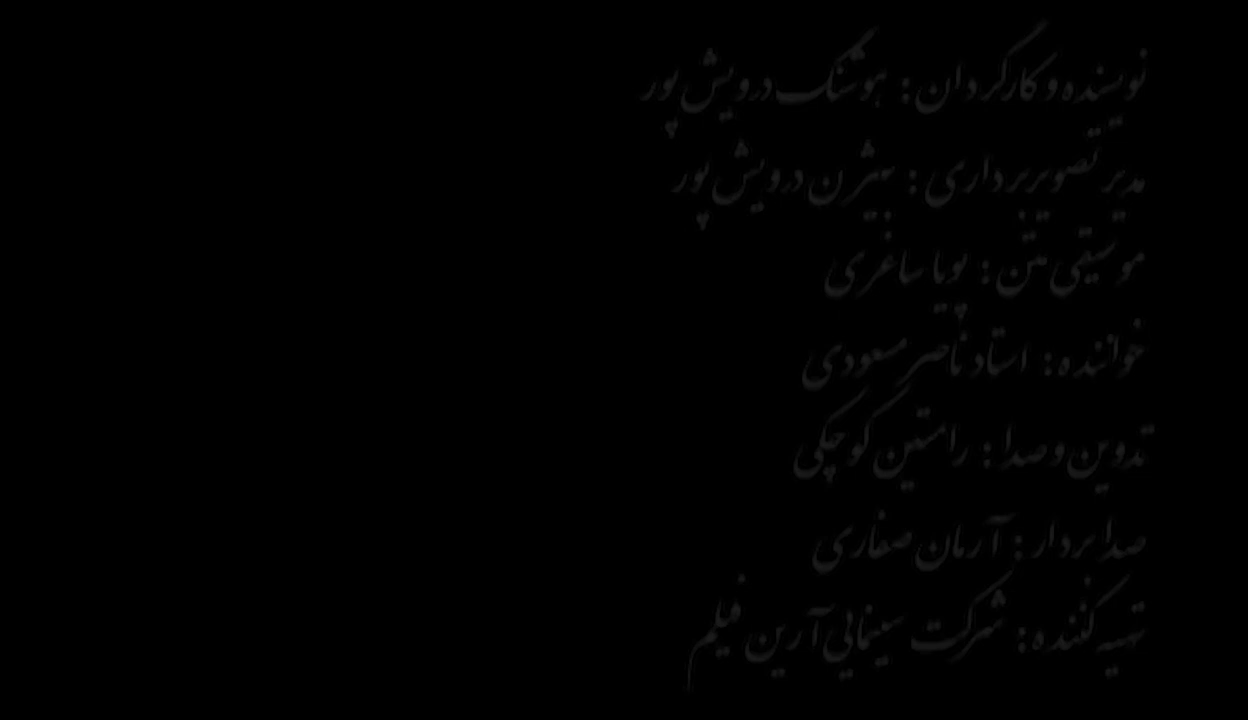 نویسنده و کارگردان : هوشنگ درویش پور
مدیر تصویربرداری : بیژن درویش پور
موسیقی متن : پویا ساغری
خواننده : استاد ناصر مسعودی
تدوین و صدا : راستین کوچکی
صدابردار : آرمان صفاری
تهیه کننده : شرکت سینمایی آرین فیلم